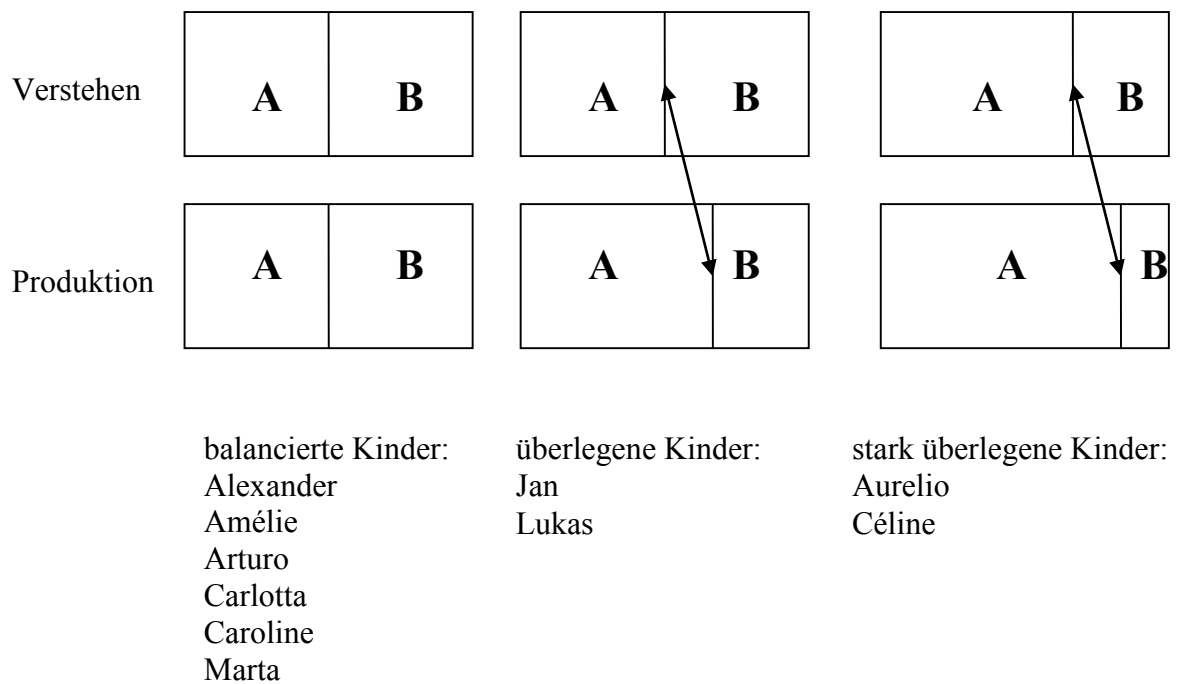 Verstehen A B A B A B
Produktion A B A B A B
balancierte Kinder:
Alexander
Amélie
Arturo
Carlotta
Caroline
Marta
überlegene Kinder:
Jan
Lukas
stark überlegene Kinder:
Aurelio
Céline